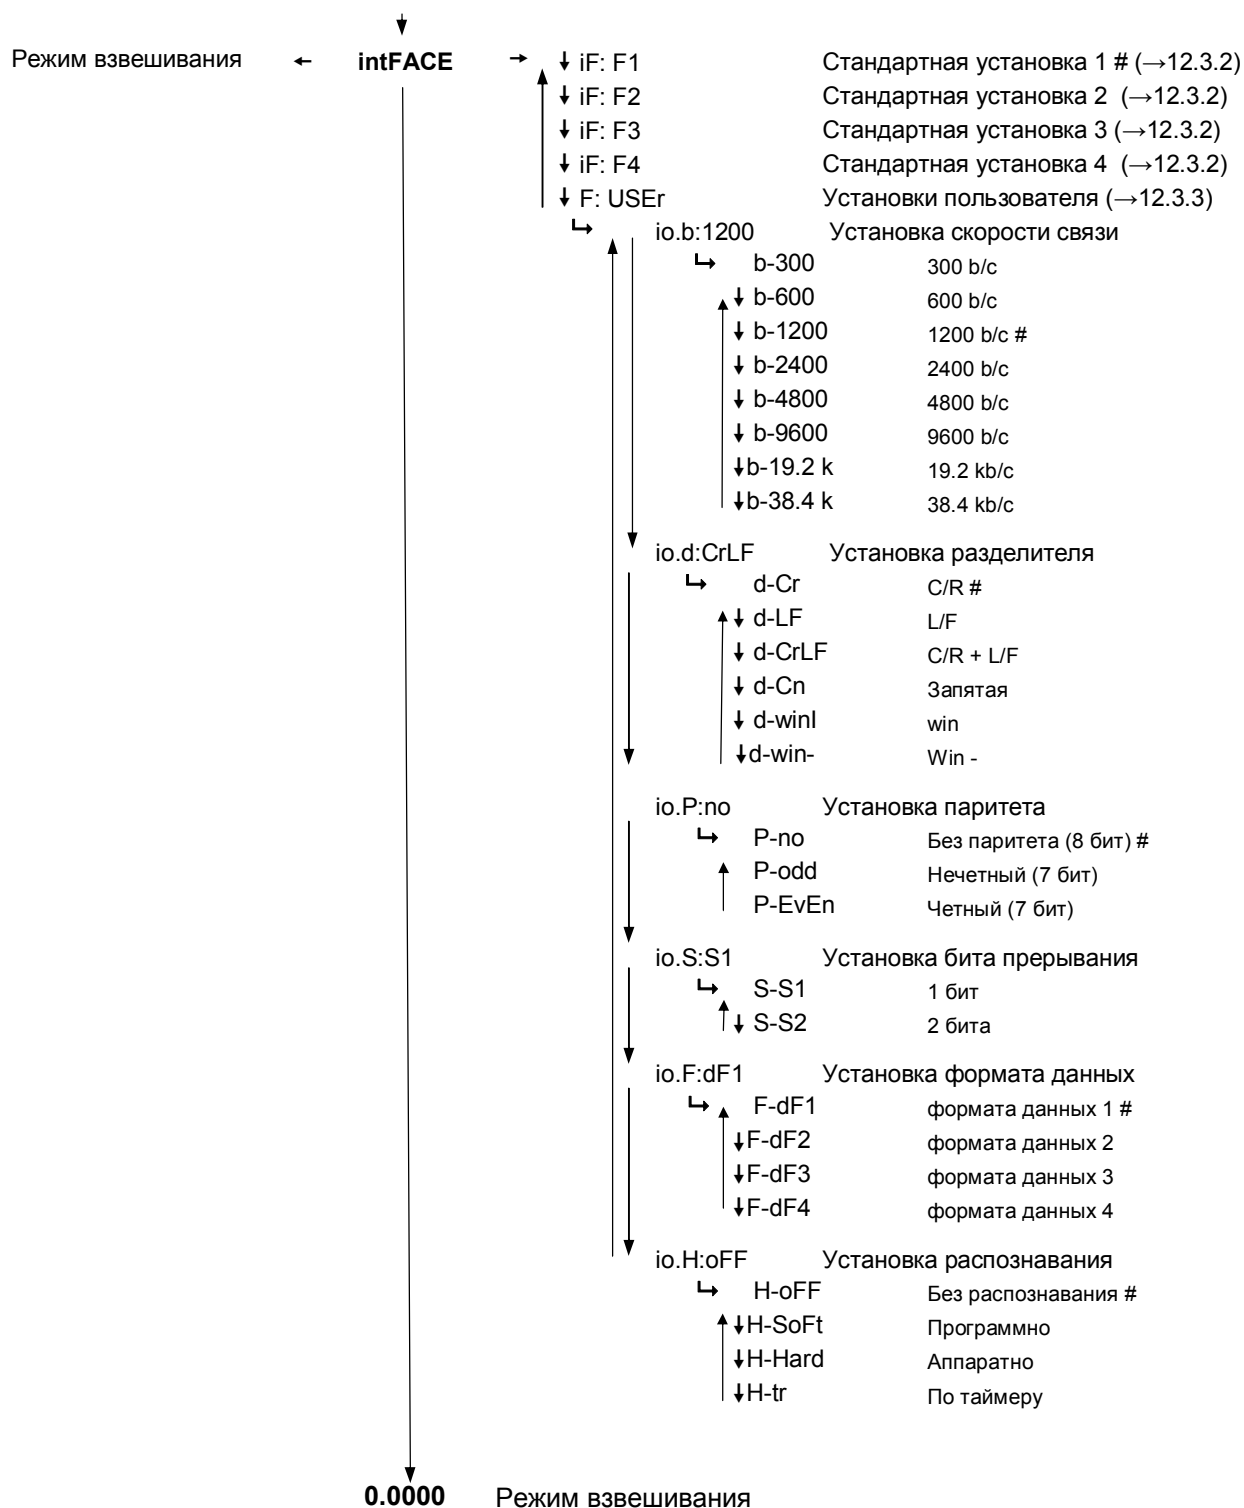 Режим взвешивания ← intFACE → ↓ iF: F1 Стандартная установка 1 # (→12.3.2)
↓ iF: F2 Стандартная установка 2 (→12.3.2)
↓ iF: F3 Стандартная установка 3 (→12.3.2)
↓ iF: F4 Стандартная установка 4 (→12.3.2)
↓ F: USEr Установки пользователя (→12.3.3)
io.b:1200 Установка скорости связи
b-300 300 b/c
↓ b-600 600 b/c
↓ b-1200 1200 b/c #
↓ b-2400 2400 b/c
↓ b-4800 4800 b/c
↓ b-9600 9600 b/c
↓b-19.2 k 19.2 kb/c
↓b-38.4 k 38.4 kb/c
io.d:CrLF Установка разделителя
d-Cr C/R #
↓ d-LF L/F
↓ d-CrLF C/R + L/F
↓ d-Cn Запятая
↓ d-winI win
↓d-win- Win -
io.P:no Установка паритета
P-no Без паритета (8 бит) #
P-odd Нечетный (7 бит)
P-EvEn Четный (7 бит)
io.S:S1 Установка бита прерывания
S-S1 1 бит
↓ S-S2 2 бита
io.F:dF1 Установка формата данных
F-dF1 формата данных 1 #
↓F-dF2 формата данных 2
↓F-dF3 формата данных 3
↓F-dF4 формата данных 4
io.H:oFF Установка распознавания
H-oFF Без распознавания #
↓H-SoFt Программно
↓H-Hard Аппаратно
↓H-tr По таймеру
0.0000 Режим взвешивания